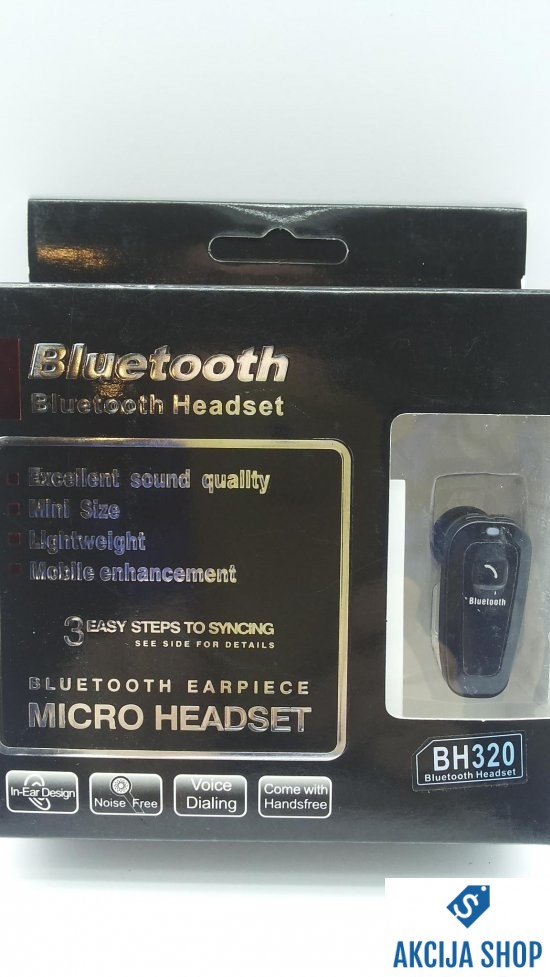 Bluetooth
Bluetooth Headset
Excellent sound quality
Mini Size
Lightweight
Mobile enhancement
3 EASY STEPS TO SYNCING
SEE SIDE FOR DETAILS
BLUETOOTH EARPIECE
MICRO HEADSET
Bluetooth
BH320
Bluetooth Headset
In-Ear Design
Noise Free
Voice
Dialing
Come with
Handsfree
AKCIJA SHOP